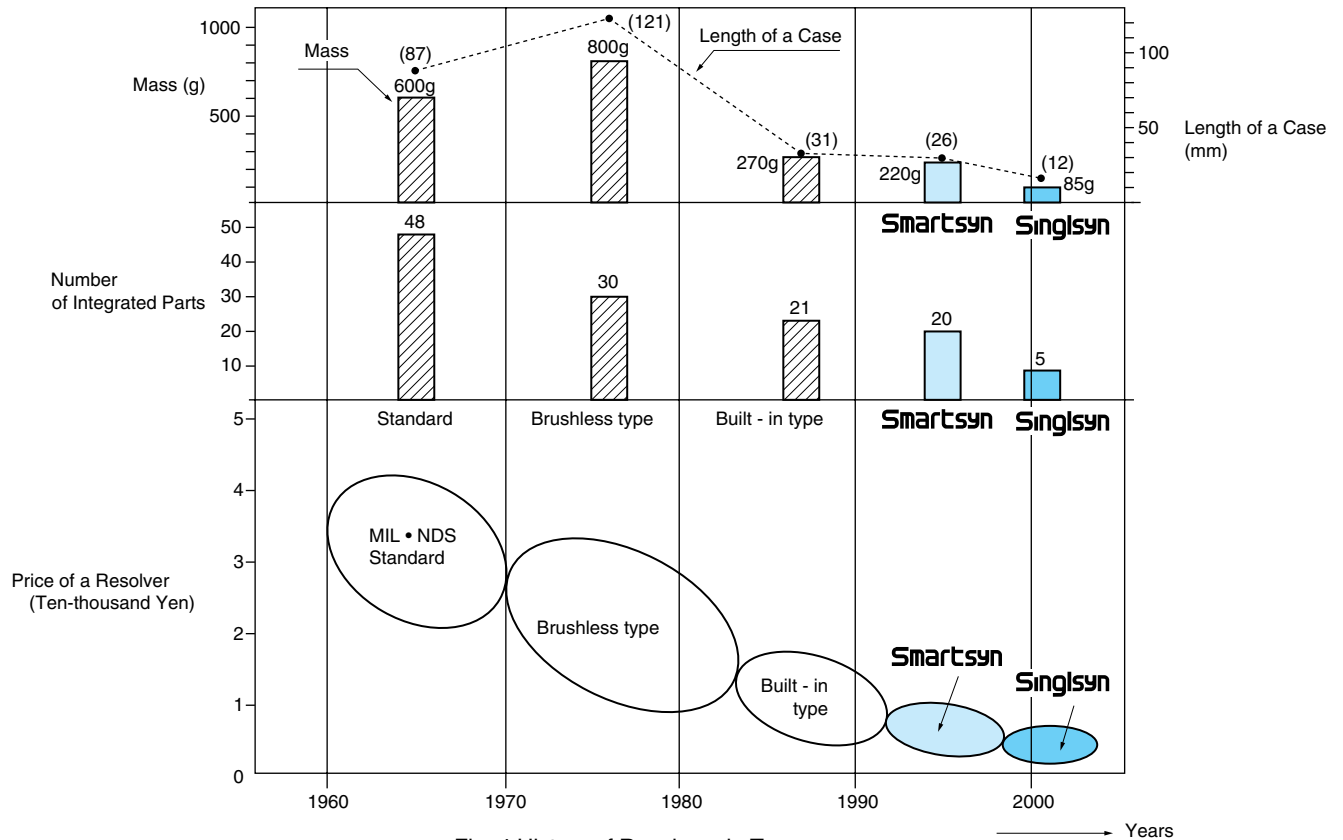 1000
500
Mass (g)
Mass
(87)
600g
(121)
800g
Length of a Case
(31)
270g
(26)
220g
(12)
85g
100
50
Length of a Case
(mm)
Smartsyn
Singlsyn
50
40
30
20
10
Number
of Integrated Parts
48
30
21
20
5
Standard
Brushless type
Built - in type
Smartsyn
Singlsyn
5
4
3
2
1
0
Price of a Resolver
(Ten-thousand Yen)
MIL • NDS
Standard
Brushless type
Built - in
type
Smartsyn
Singlsyn
1960
1970
1980
1990
2000
Years